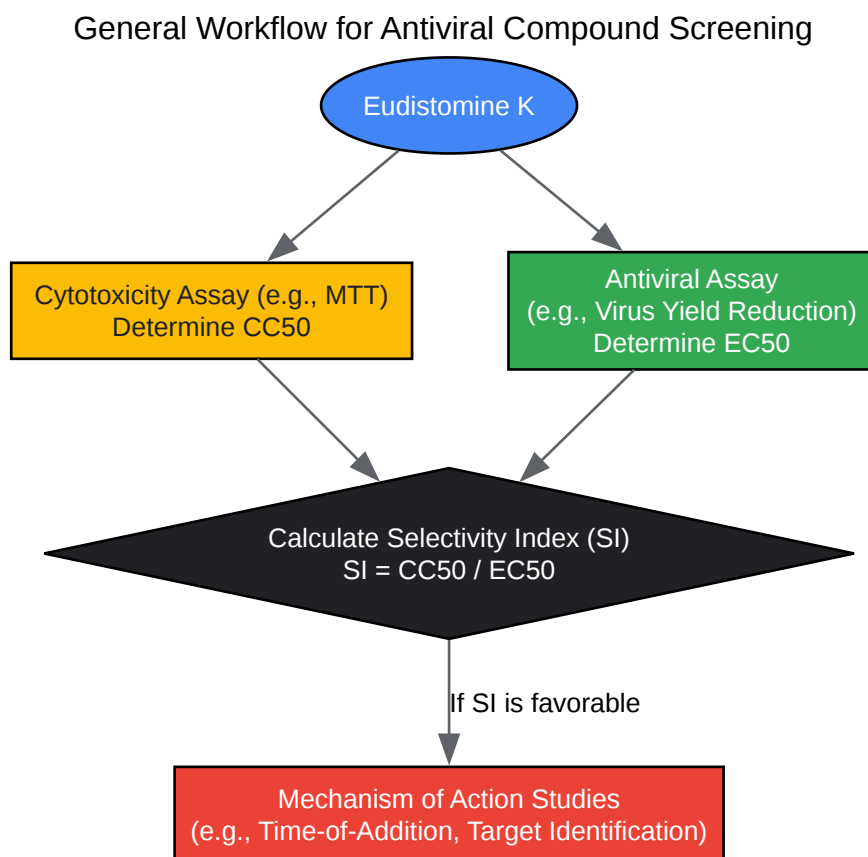 General Workflow for Antiviral Compound Screening
Eudistomine K
Cytotoxicity Assay (e.g., MTT)
Determine CC50
Antiviral Assay
(e.g., Virus Yield Reduction)
Determine EC50
Calculate Selectivity Index (SI)
SI = CC50 / EC50
If SI is favorable
Mechanism of Action Studies
(e.g., Time-of-Addition, Target Identification)